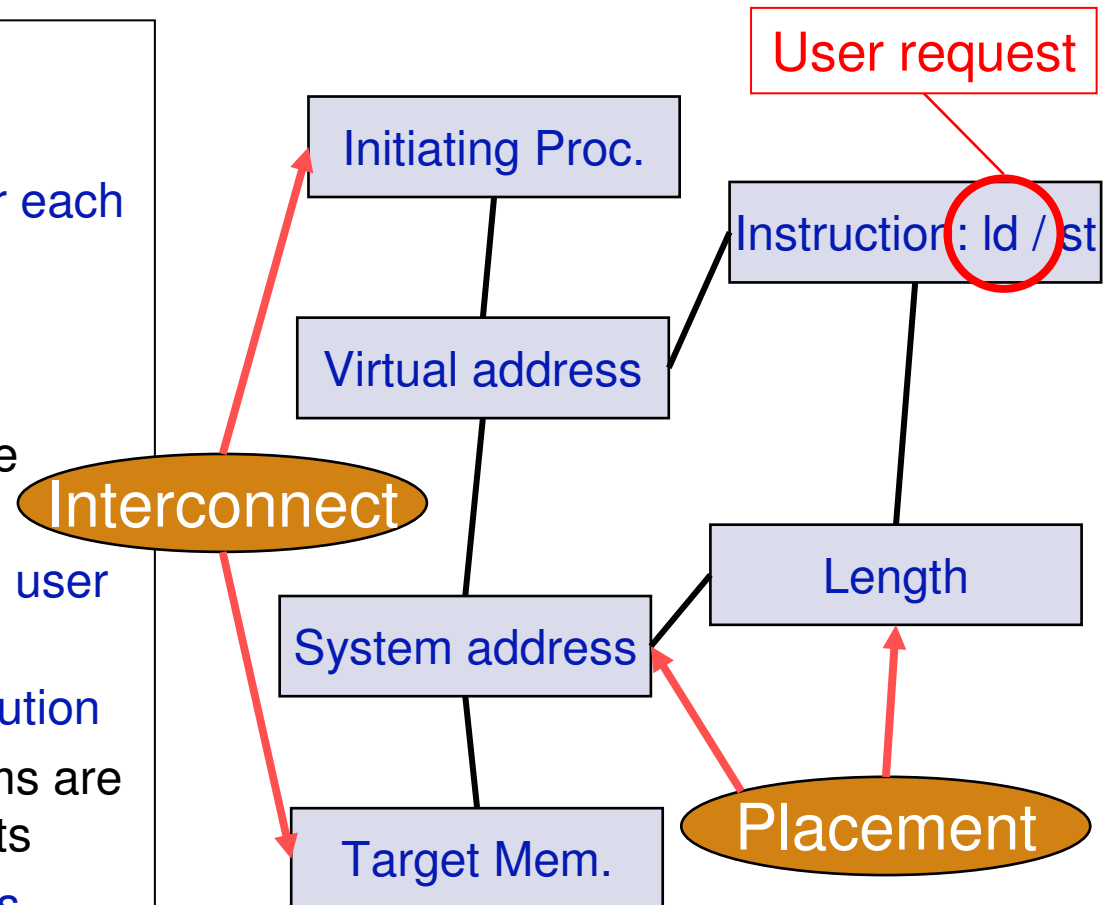 User request
Initiating Proc.
r each
Instruction: ld / st
Virtual address
e
Interconnect
user
Length
System address
ution
ns are
Placement
ts
Target Mem.